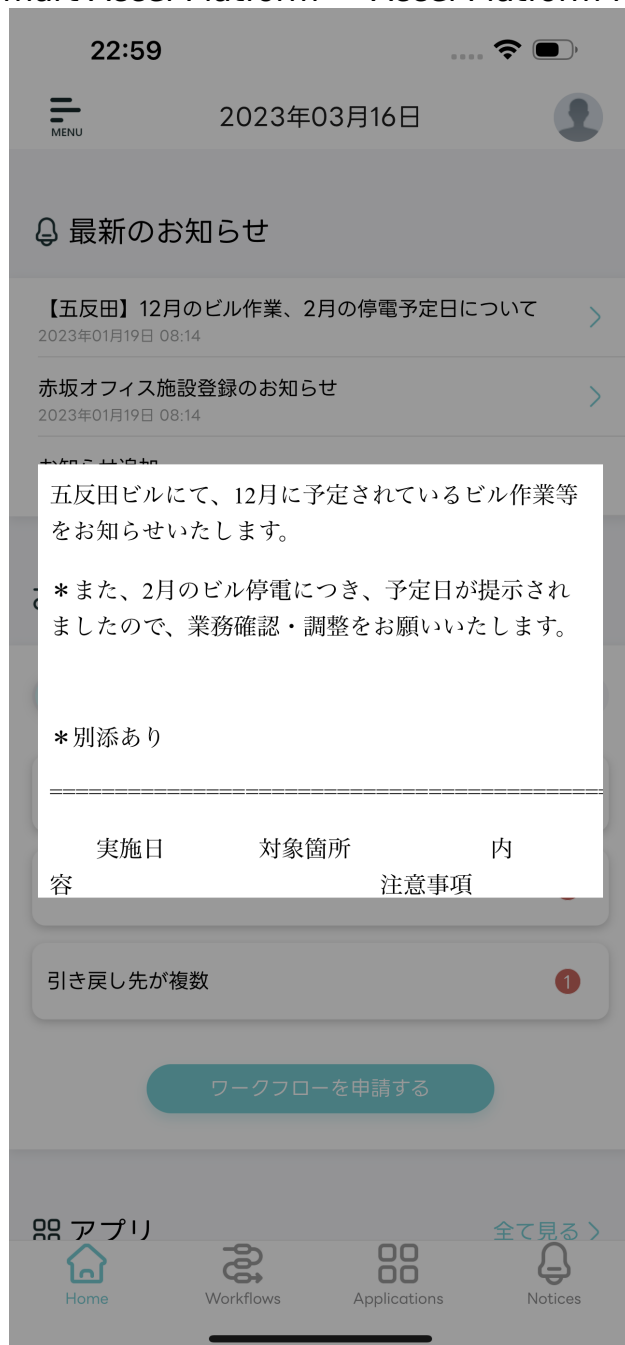 22:59
MENU
2023年03月16日
最新のお知らせ
【五反田】12月のビル作業、2月の停電予定日について
2023年01月19日 08:14
赤坂オフィス施設登録のお知らせ
2023年01月19日 08:14
五反田ビルにて、12月に予定されているビル作業等
をお知らせいたします。
＊また、2月のビル停電につき、予定日が提示され
ましたので、業務確認・調整をお願いいたします。
＊別添あり
============================================
実施日 対象箇所 内
容 注意事項
引き戻し先が複数
1
ワークフローを申請する
アプリ
全て見る
Home
Workflows
Applications
Notices